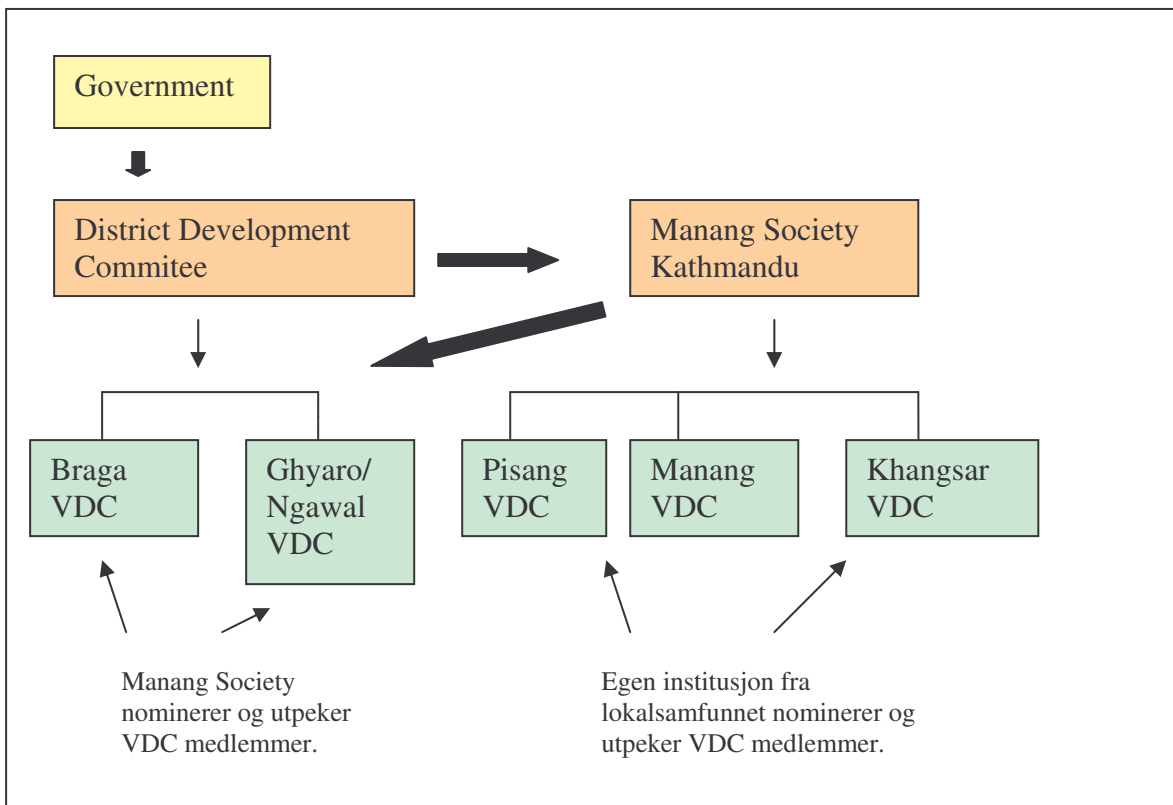 Government
District Development
Commitee
Manang Society
Kathmandu
Braga
VDC
Ghyaro/
Ngawal
VDC
Pisang
VDC
Manang
VDC
Khangsar
VDC
Manang Society
nominerer og utpeker
VDC medlemmer.
Egen institusjon fra
lokalsamfunnet nominerer og
utpeker VDC medlemmer.